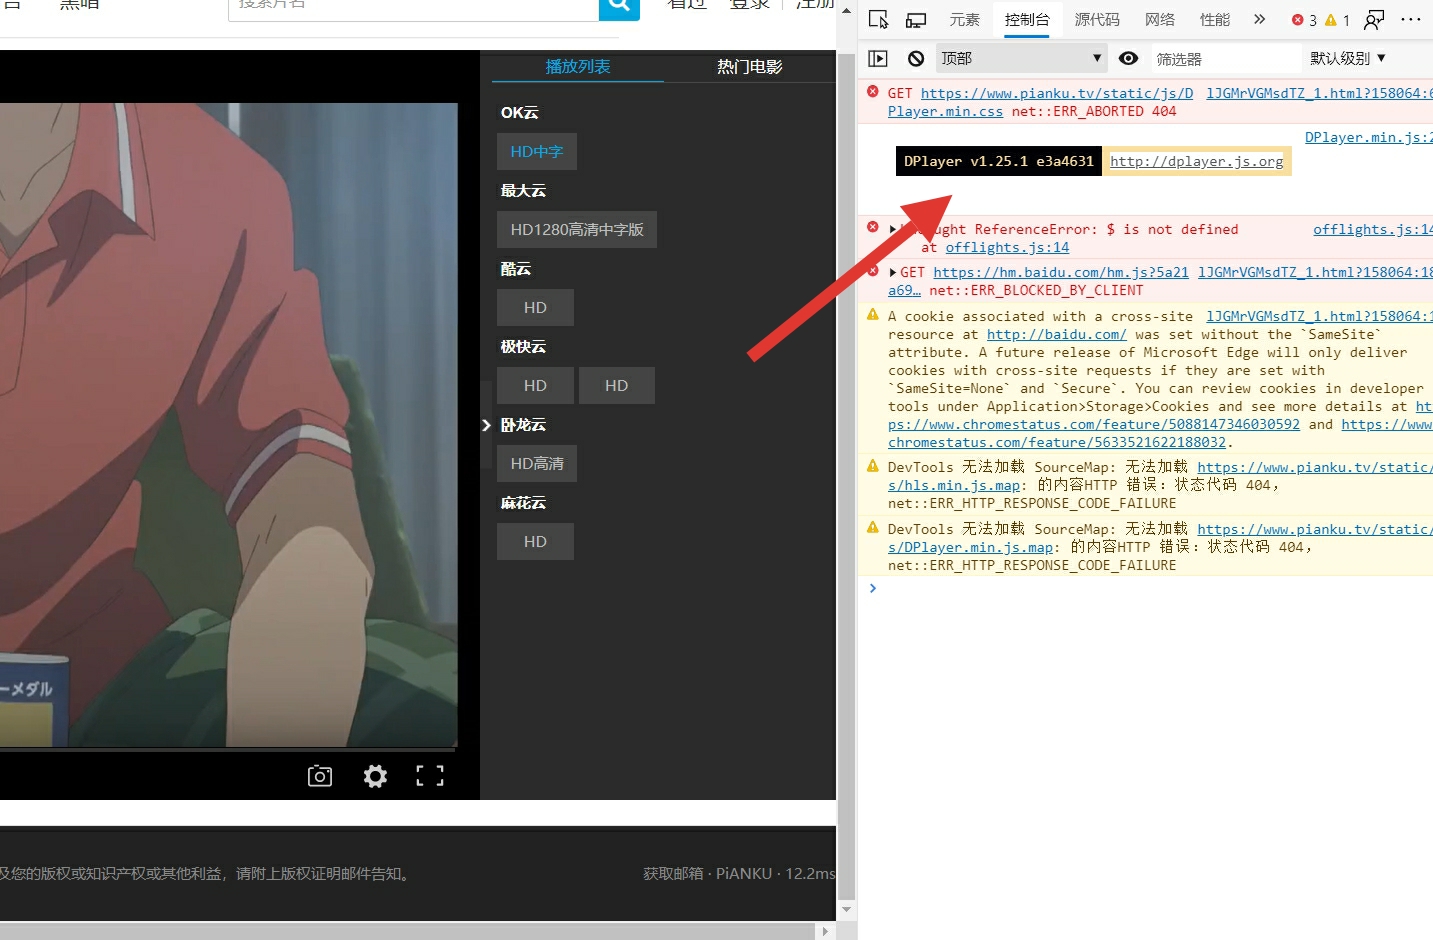 言
黑暗
搜索片名
看过
登录
注册
播放列表
热门电影
OK云
HD中字
最大云
HD1280高清中字版
酷云
HD
极快云
HD
HD
卧龙云
HD高清
麻花云
HD
ーメダル
及您的版权或知识产权或其他利益，请附上版权证明邮件告知。
获取邮箱 · PiANKU · 12.2ms
元素
控制台
源代码
网络
性能
3
1
顶部
筛选器
默认级别
GET https://www.pianku.tv/static/js/D lJGMrVGMsdTZ_1.html?158064:6
Player.min.css net::ERR_ABORTED 404
DPlayer.min.js:2
DPlayer v1.25.1 e3a4631 http://dplayer.js.org
ught ReferenceError: $ is not defined offlights.js:14
at offlights.js:14
GET https://hm.baidu.com/hm.js?5a21 lJGMrVGMsdTZ_1.html?158064:18
a69… net::ERR_BLOCKED_BY_CLIENT
A cookie associated with a cross-site lJGMrVGMsdTZ_1.html?158064:1
resource at http://baidu.com/ was set without the `SameSite`
attribute. A future release of Microsoft Edge will only deliver
cookies with cross-site requests if they are set with
`SameSite=None` and `Secure`. You can review cookies in developer
tools under Application>Storage>Cookies and see more details at ht
ps://www.chromestatus.com/feature/5088147346030592 and https://www
chromestatus.com/feature/5633521622188032.
DevTools 无法加载 SourceMap: 无法加载 https://www.pianku.tv/static/
s/hls.min.js.map: 的内容HTTP 错误：状态代码 404，
net::ERR_HTTP_RESPONSE_CODE_FAILURE
DevTools 无法加载 SourceMap: 无法加载 https://www.pianku.tv/static/
s/DPlayer.min.js.map: 的内容HTTP 错误：状态代码 404，
net::ERR_HTTP_RESPONSE_CODE_FAILURE